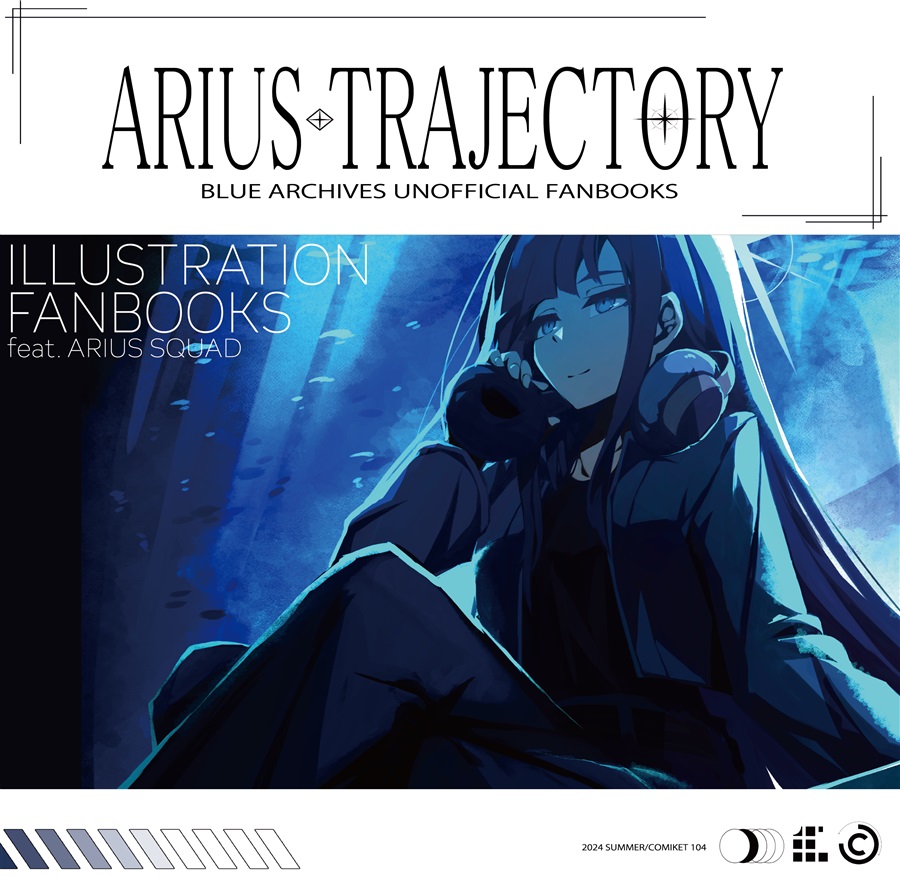 ARIUS TRAJECTORY
BLUE ARCHIVES UNOFFICIAL FANBOOKS
ILLUSTRATION
FANBOOKS
feat. ARIUS SQUAD
2024 SUMMER/COMIKET 104